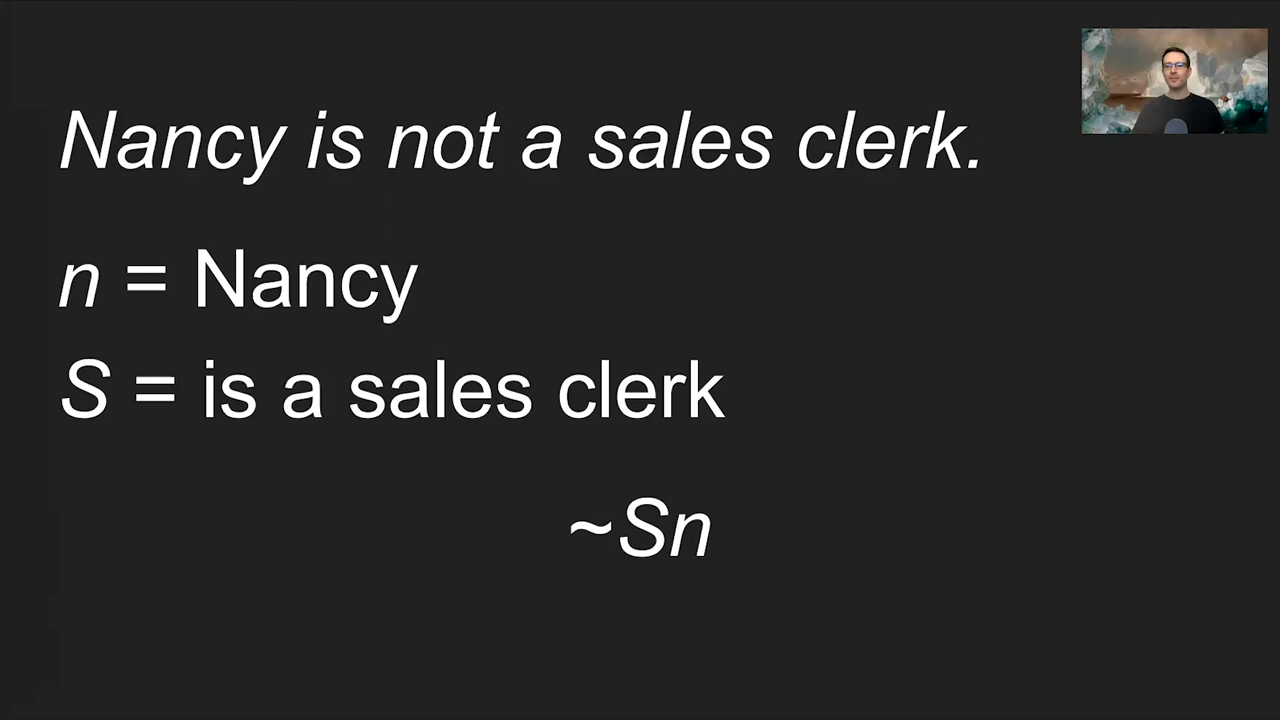 Nancy is not a sales clerk.
n = Nancy
S = is a sales clerk
~Sn